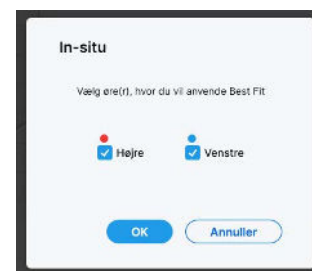 In-situ
Vælg øre(r), hvor du vil anvende Best Fit
Højre Venstre
OK Annuller